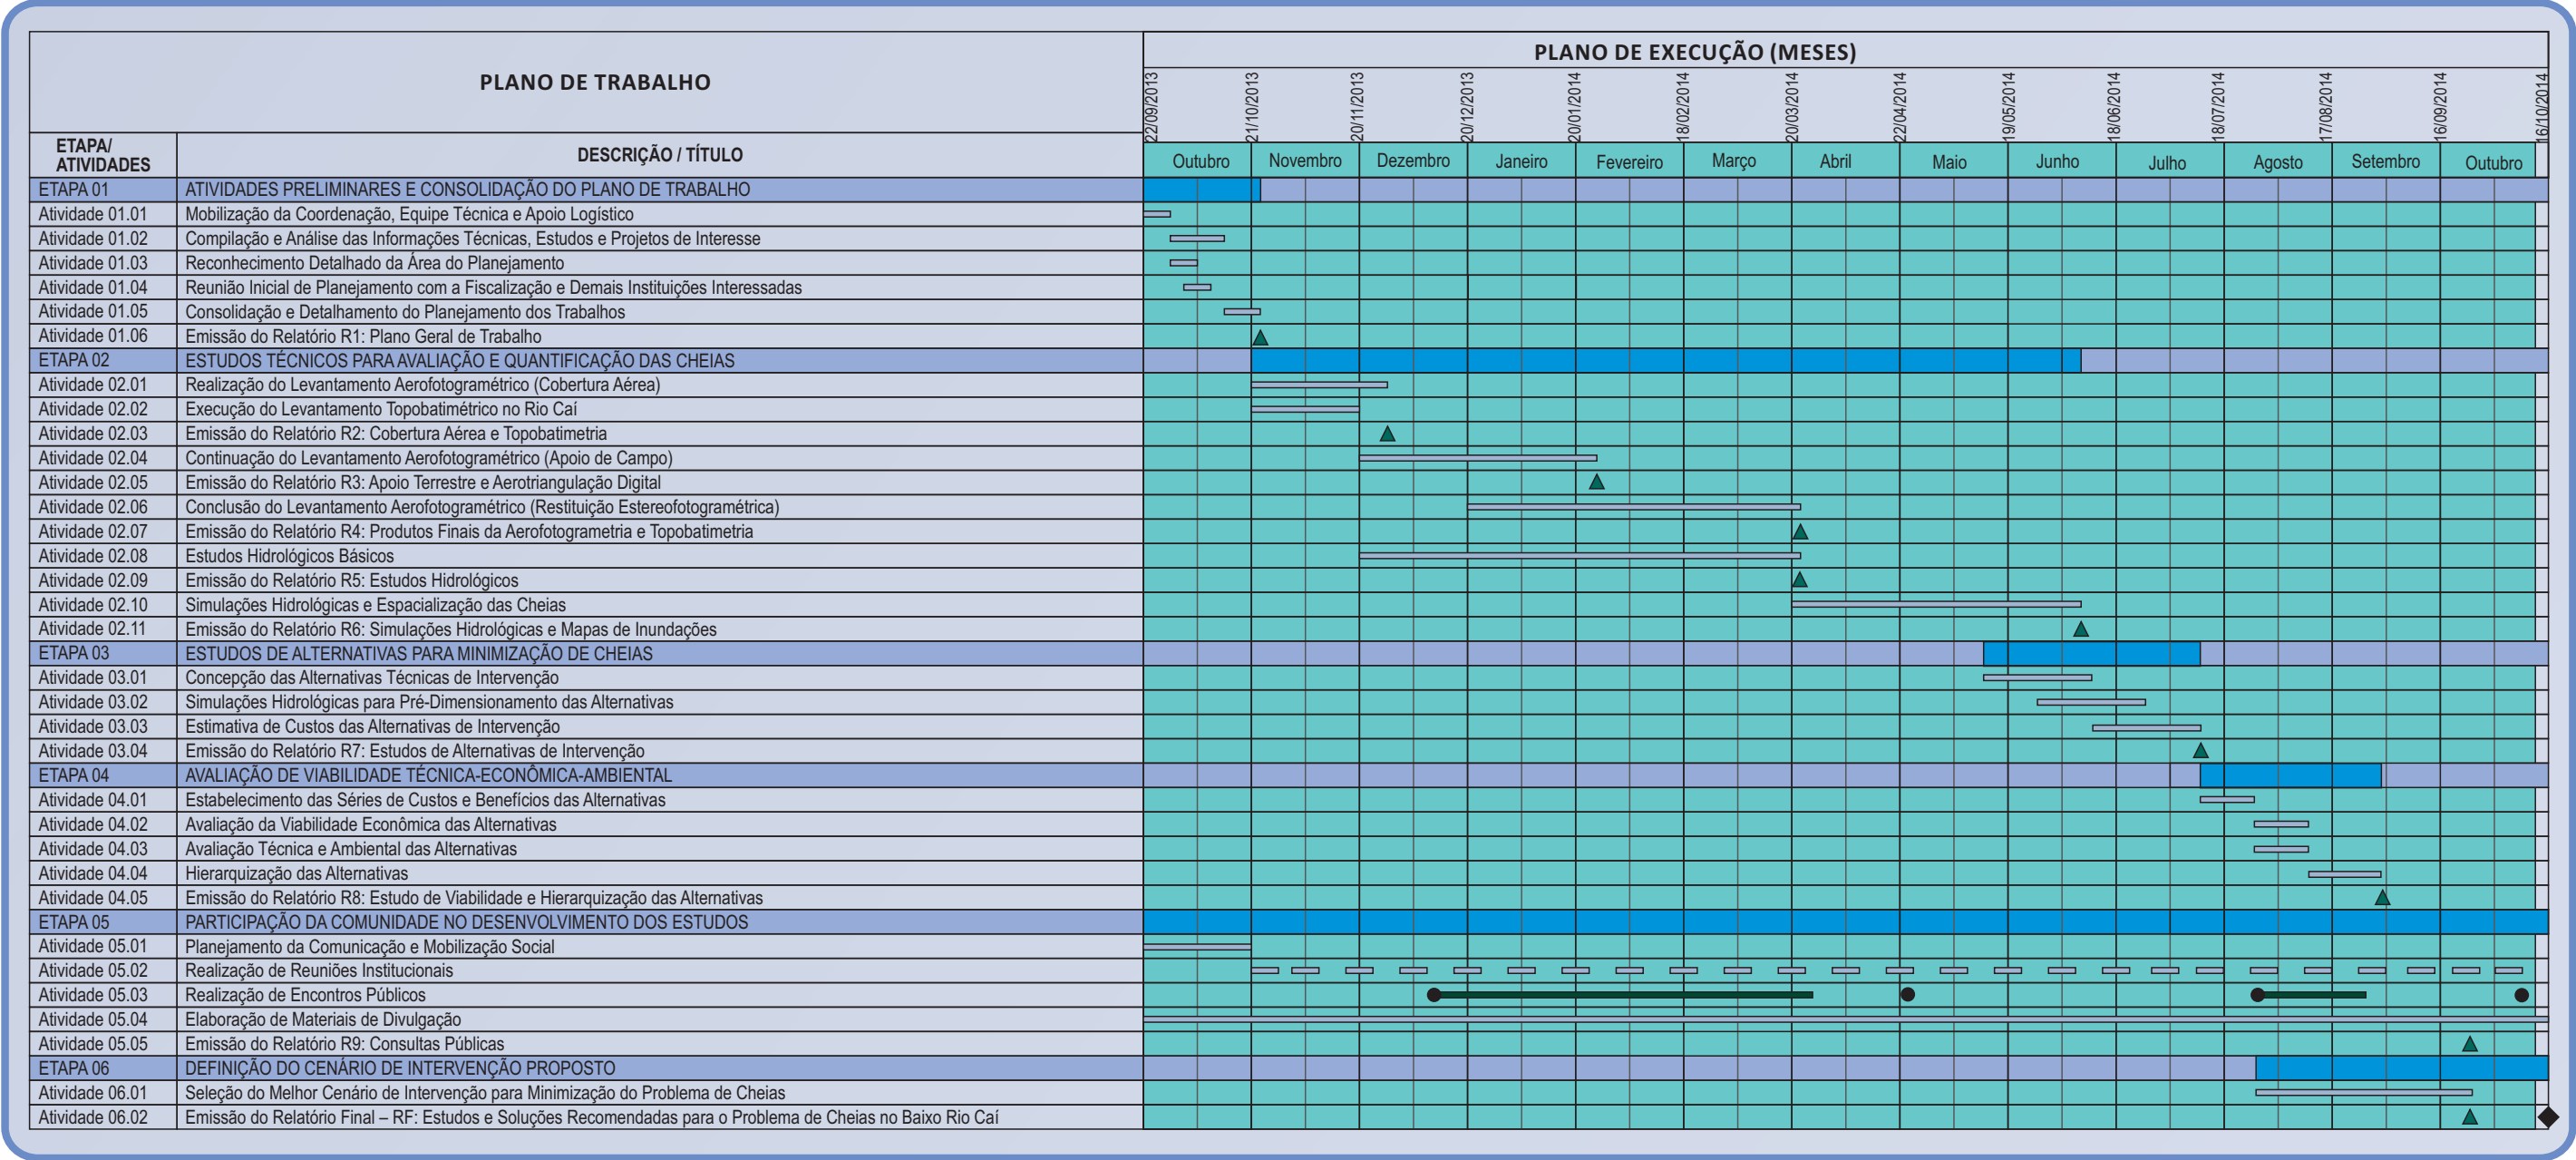 PLANO DE TRABALHO
PLANO DE EXECUÇÃO (MESES)
22/09/2013
21/10/2013
20/11/2013
20/12/2013
20/01/2014
18/02/2014
20/03/2014
22/04/2014
19/05/2014
18/06/2014
18/07/2014
17/08/2014
16/09/2014
16/10/2014
ETAPA/
ATIVIDADES
DESCRIÇÃO / TÍTULO
Outubro Novembro Dezembro Janeiro Fevereiro Março Abril Maio Junho Julho Agosto Setembro Outubro
ETAPA 01 ATIVIDADES PRELIMINARES E CONSOLIDAÇÃO DO PLANO DE TRABALHO
Atividade 01.01 Mobilização da Coordenação, Equipe Técnica e Apoio Logístico
Atividade 01.02 Compilação e Análise das Informações Técnicas, Estudos e Projetos de Interesse
Atividade 01.03 Reconhecimento Detalhado da Área do Planejamento
Atividade 01.04 Reunião Inicial de Planejamento com a Fiscalização e Demais Instituições Interessadas
Atividade 01.05 Consolidação e Detalhamento do Planejamento dos Trabalhos
Atividade 01.06 Emissão do Relatório R1: Plano Geral de Trabalho
ETAPA 02 ESTUDOS TÉCNICOS PARA AVALIAÇÃO E QUANTIFICAÇÃO DAS CHEIAS
Atividade 02.01 Realização do Levantamento Aerofotogramétrico (Cobertura Aérea)
Atividade 02.02 Execução do Levantamento Topobatimétrico no Rio Caí
Atividade 02.03 Emissão do Relatório R2: Cobertura Aérea e Topobatimetria
Atividade 02.04 Continuação do Levantamento Aerofotogramétrico (Apoio de Campo)
Atividade 02.05 Emissão do Relatório R3: Apoio Terrestre e Aerotriangulação Digital
Atividade 02.06 Conclusão do Levantamento Aerofotogramétrico (Restituição Estereofotogramétrica)
Atividade 02.07 Emissão do Relatório R4: Produtos Finais da Aerofotogrametria e Topobatimetria
Atividade 02.08 Estudos Hidrológicos Básicos
Atividade 02.09 Emissão do Relatório R5: Estudos Hidrológicos
Atividade 02.10 Simulações Hidrológicas e Espacialização das Cheias
Atividade 02.11 Emissão do Relatório R6: Simulações Hidrológicas e Mapas de Inundações
ETAPA 03 ESTUDOS DE ALTERNATIVAS PARA MINIMIZAÇÃO DE CHEIAS
Atividade 03.01 Concepção das Alternativas Técnicas de Intervenção
Atividade 03.02 Simulações Hidrológicas para Pré-Dimensionamento das Alternativas
Atividade 03.03 Estimativa de Custos das Alternativas de Intervenção
Atividade 03.04 Emissão do Relatório R7: Estudos de Alternativas de Intervenção
ETAPA 04 AVALIAÇÃO DE VIABILIDADE TÉCNICA-ECONÔMICA-AMBIENTAL
Atividade 04.01 Estabelecimento das Séries de Custos e Benefícios das Alternativas
Atividade 04.02 Avaliação da Viabilidade Econômica das Alternativas
Atividade 04.03 Avaliação Técnica e Ambiental das Alternativas
Atividade 04.04 Hierarquização das Alternativas
Atividade 04.05 Emissão do Relatório R8: Estudo de Viabilidade e Hierarquização das Alternativas
ETAPA 05 PARTICIPAÇÃO DA COMUNIDADE NO DESENVOLVIMENTO DOS ESTUDOS
Atividade 05.01 Planejamento da Comunicação e Mobilização Social
Atividade 05.02 Realização de Reuniões Institucionais
Atividade 05.03 Realização de Encontros Públicos
Atividade 05.04 Elaboração de Materiais de Divulgação
Atividade 05.05 Emissão do Relatório R9: Consultas Públicas
ETAPA 06 DEFINIÇÃO DO CENÁRIO DE INTERVENÇÃO PROPOSTO
Atividade 06.01 Seleção do Melhor Cenário de Intervenção para Minimização do Problema de Cheias
Atividade 06.02 Emissão do Relatório Final – RF: Estudos e Soluções Recomendadas para o Problema de Cheias no Baixo Rio Caí